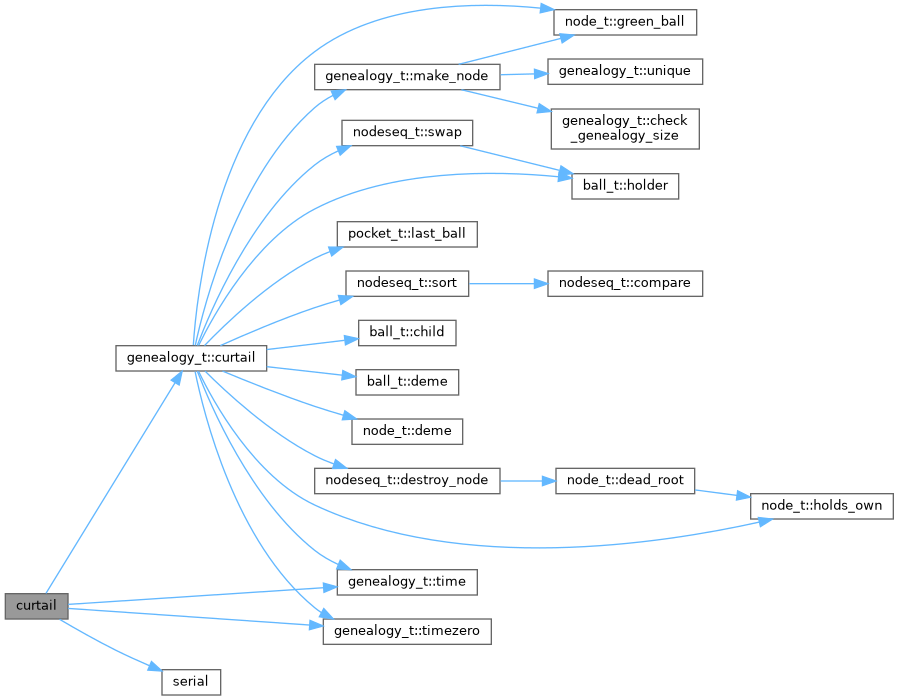 node_t::green_ball
genealogy_t::make_node
genealogy_t::unique
genealogy_t::check
_genealogy_size
nodeseq_t::swap
ball_t::holder
pocket_t::last_ball
nodeseq_t::sort
nodeseq_t::compare
ball_t::child
genealogy_t::curtail
ball_t::deme
node_t::deme
nodeseq_t::destroy_node
node_t::dead_root
node_t::holds_own
genealogy_t::time
curtail
genealogy_t::timezero
serial